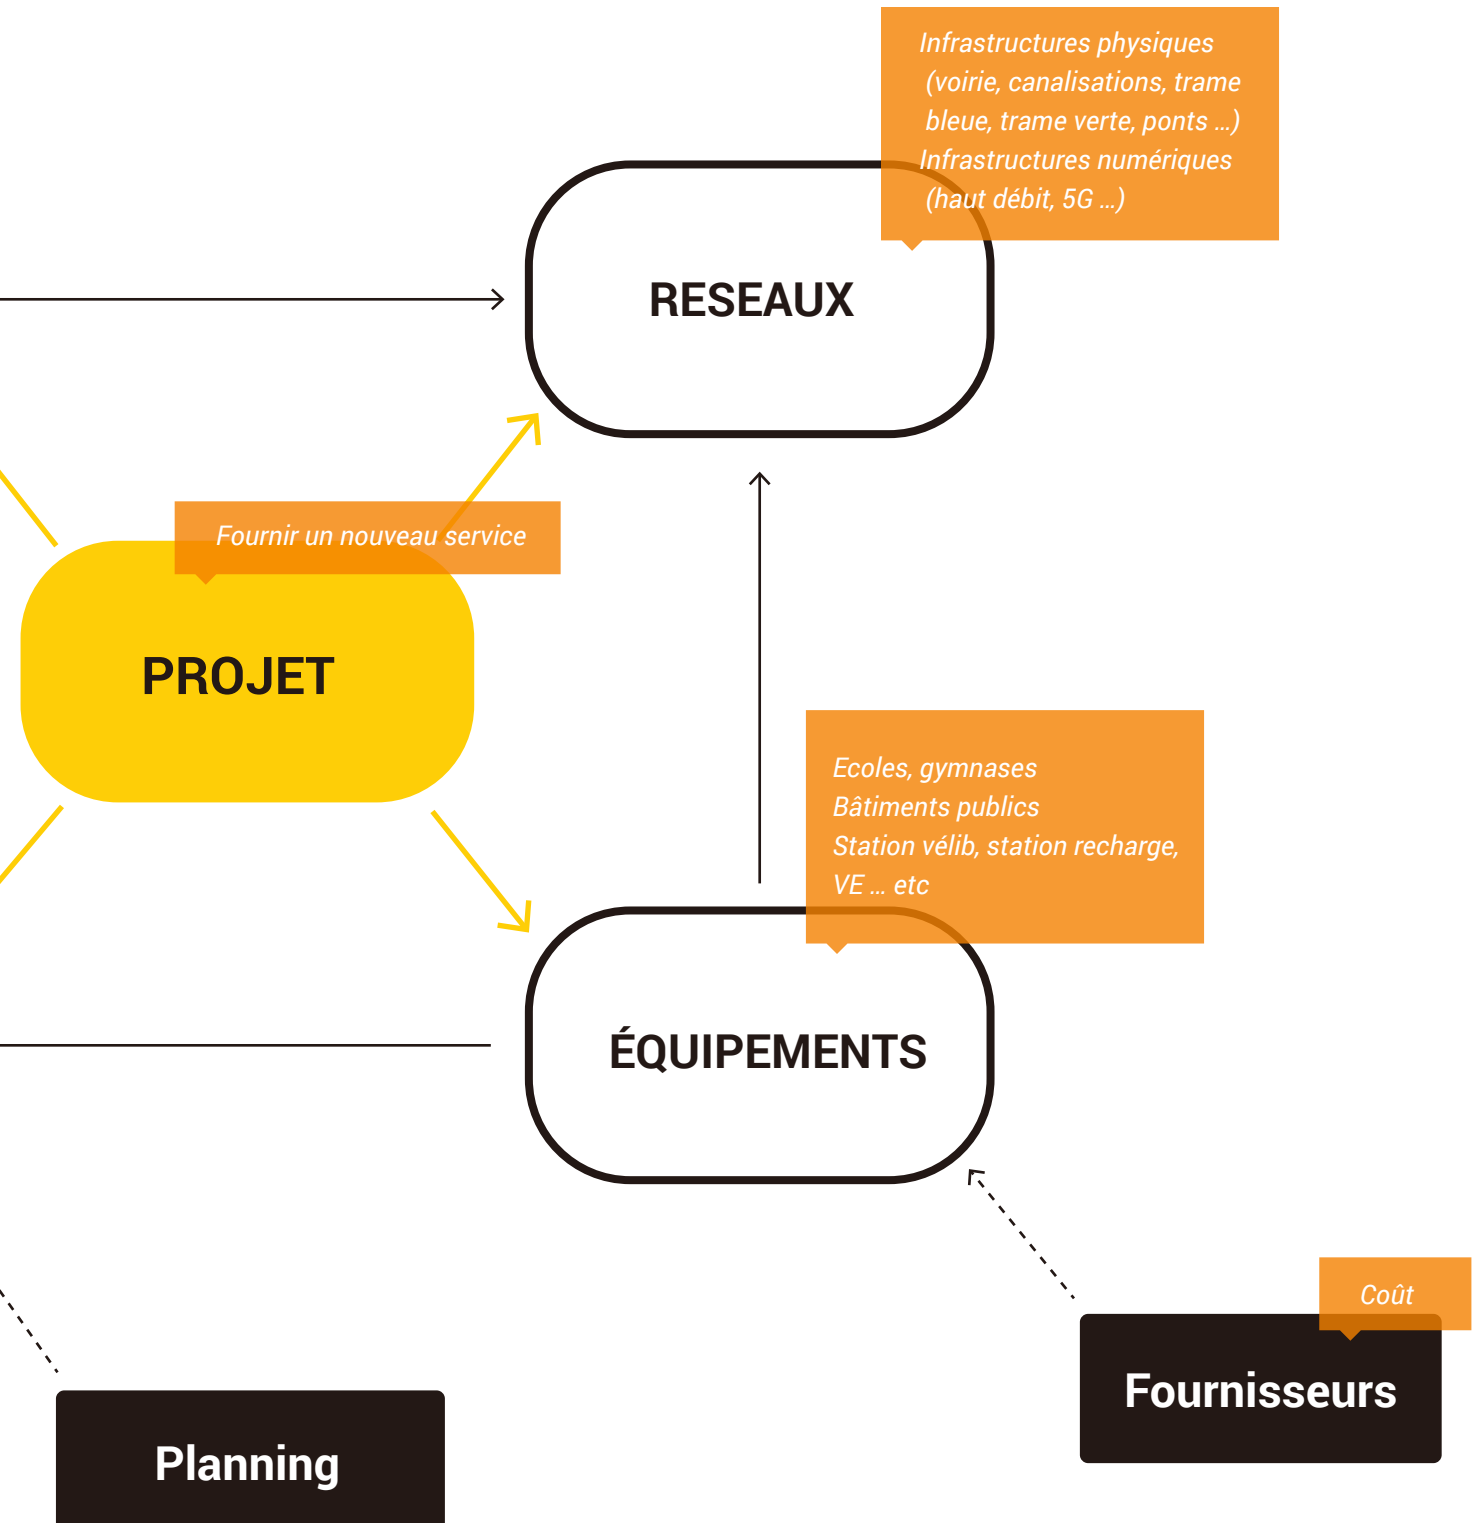 Infrastructures physiques
(voirie, canalisations, trame
bleue, trame verte, ponts ...)
Infrastructures numériques
(haut débit, 5G ...)
RESEAUX
Fournir un nouveau service
PROJET
Ecoles, gymnases
Bâtiments publics
Station vélib, station recharge,
VE ... etc
ÉQUIPEMENTS
Coût
Fournisseurs
Planning